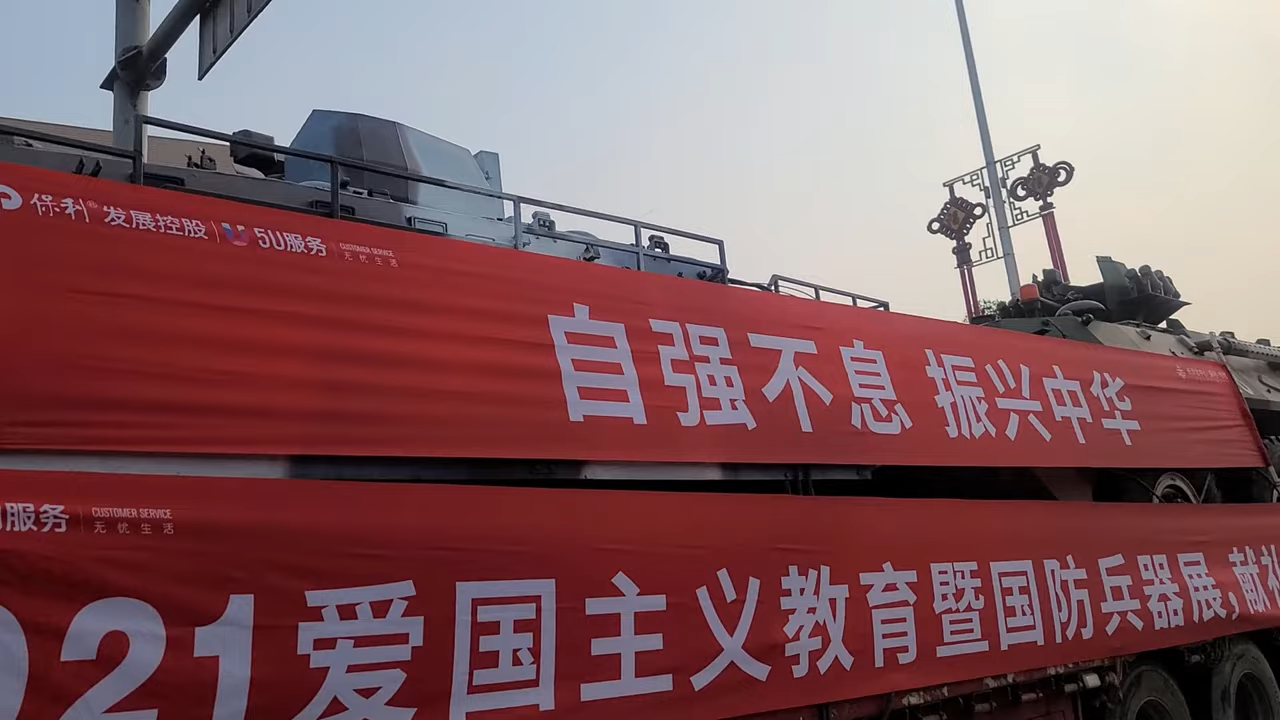 保利® 发展控股 | 5U服务 | CUSTOMER SERVICE
无忧生活
自强不息 振兴中华
服务 | CUSTOMER SERVICE
无忧生活
021爱国主义教育暨国防兵器展,献礼